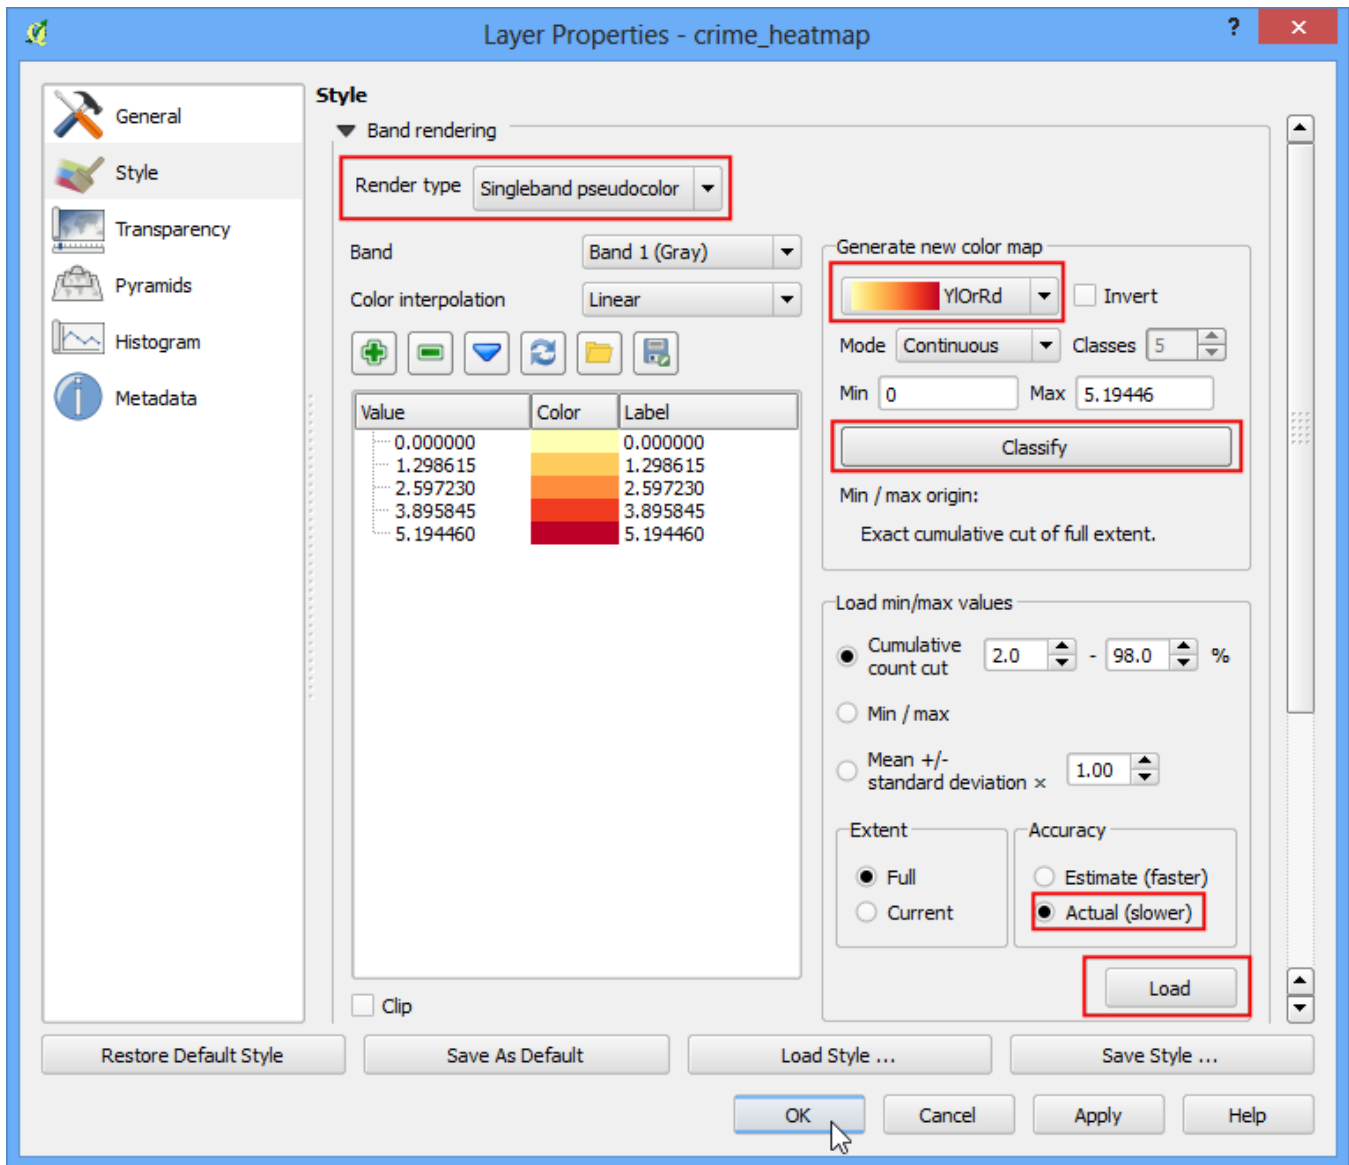 Layer Properties - crime_heatmap
?
General
Style
Transparency
Pyramids
Histogram
Metadata
Style
Band rendering
Render type Singleband pseudocolor
Band Band 1 (Gray)
Color interpolation Linear
Value Color Label
0.000000 0.000000
1.298615 1.298615
2.597230 2.597230
3.895845 3.895845
5.194460 5.194460
Clip
Generate new color map
YlOrRd Invert
Mode Continuous Classes 5
Min 0 Max 5.19446
Classify
Min / max origin:
Exact cumulative cut of full extent.
Load min/max values
Cumulative
count cut 2.0 - 98.0 %
Min / max
Mean +/-
standard deviation × 1.00
Extent
Full
Current
Accuracy
Estimate (faster)
Actual (slower)
Load
Restore Default Style Save As Default Load Style ... Save Style ...
OK Cancel Apply Help